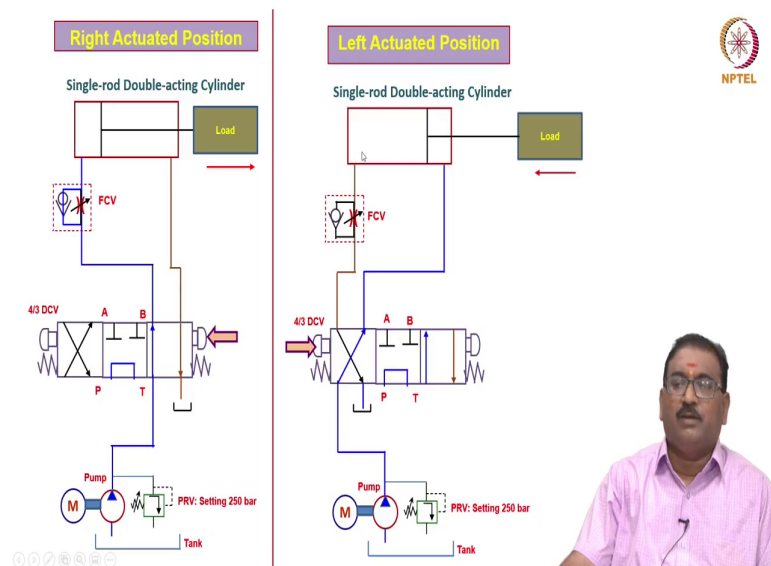 Right Actuated Position
Single-rod Double-acting Cylinder
Load
FCV
4/3 DCV
A
B
P
T
Pump
M
PRV: Setting 250 bar
Tank
Left Actuated Position
Single-rod Double-acting Cylinder
Load
FCV
4/3 DCV
A
B
P
T
Pump
M
PRV: Setting 250 bar
Tank
NPTEL